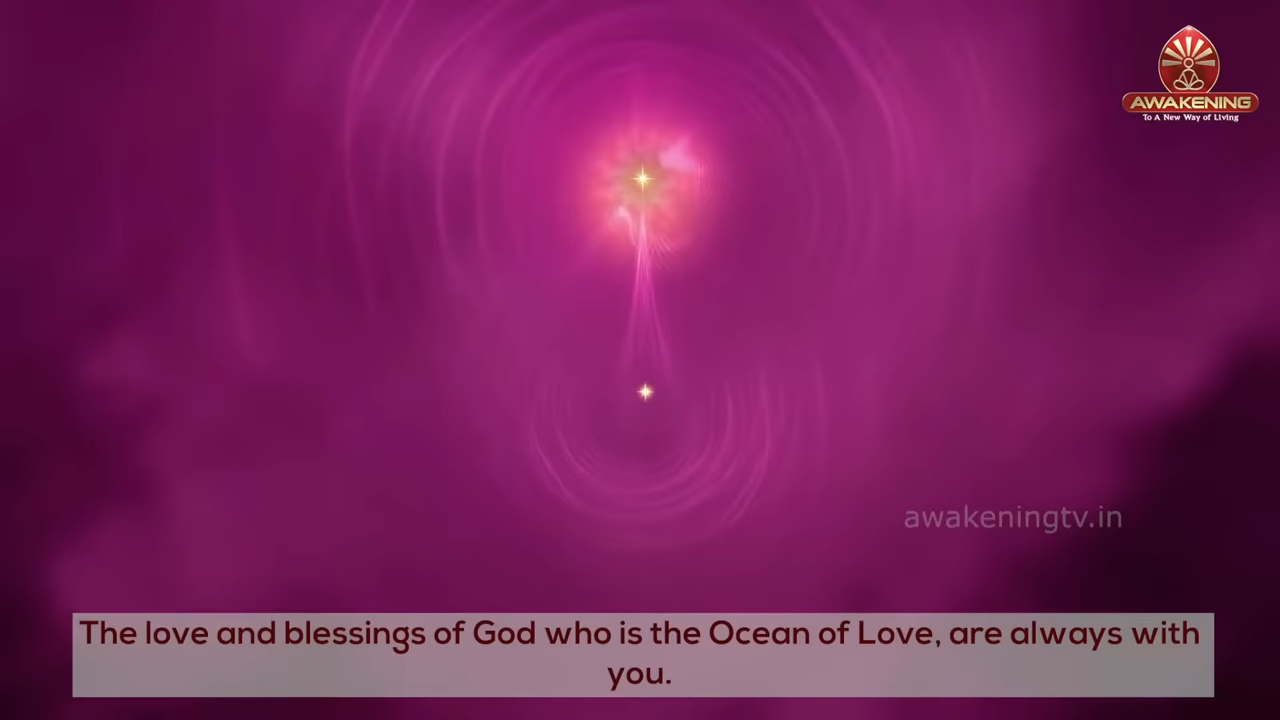 AWAKENING
To A New Way of Living
awakeningtv.in
The love and blessings of God who is the Ocean of Love, are always with
you.